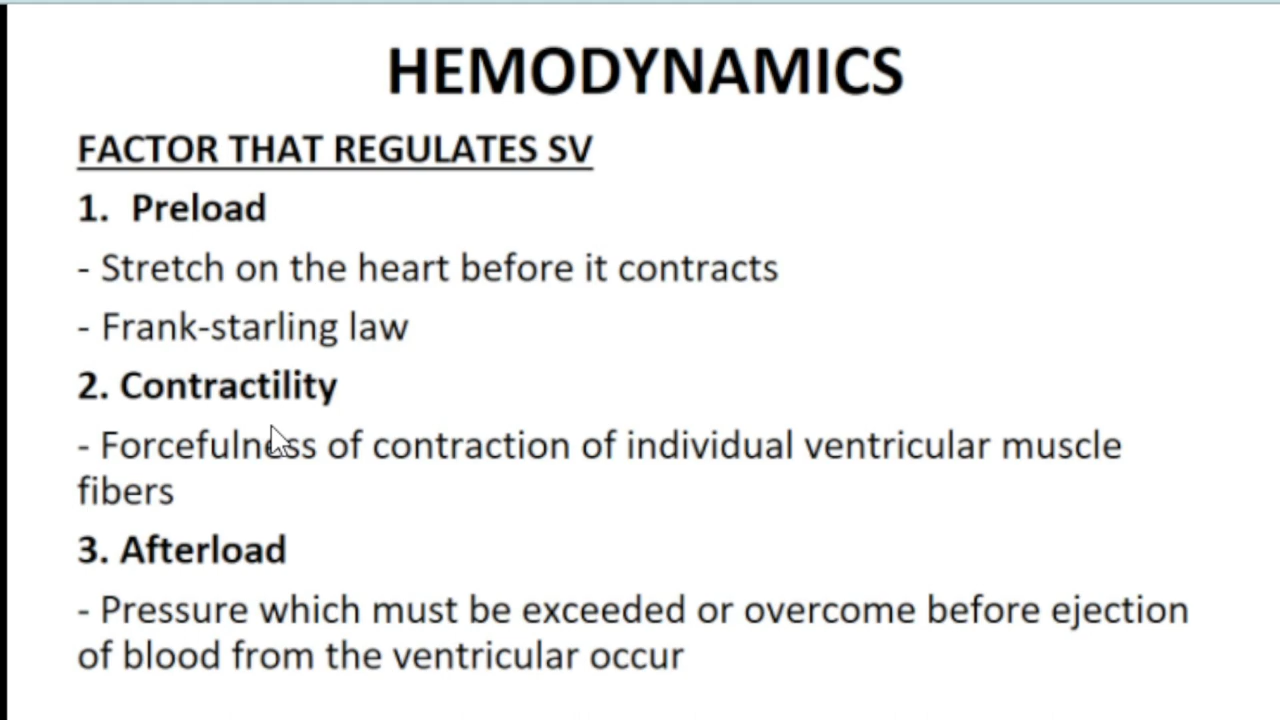 HEMODYNAMICS
FACTOR THAT REGULATES SV
1. Preload
- Stretch on the heart before it contracts
- Frank-starling law
2. Contractility
- Forcefulness of contraction of individual ventricular muscle
fibers
3. Afterload
- Pressure which must be exceeded or overcome before ejection
of blood from the ventricular occur